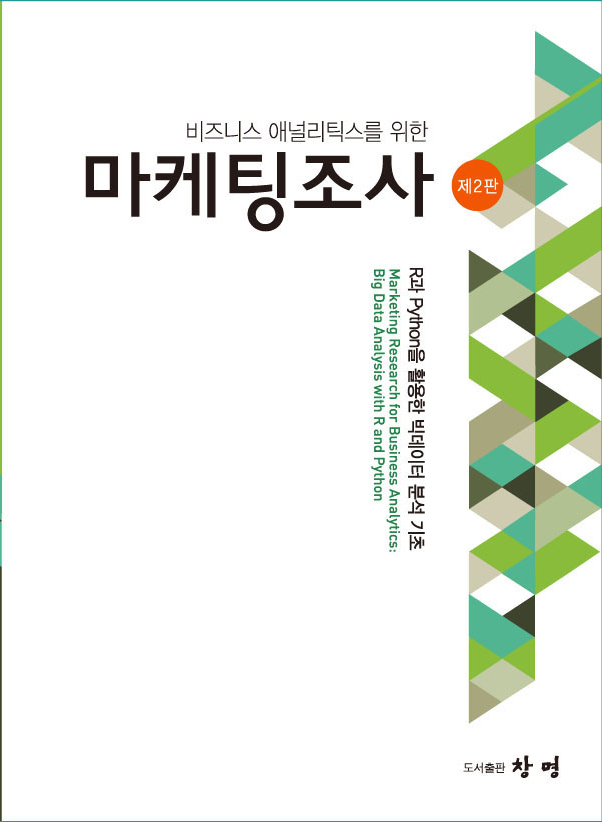 비즈니스 애널리틱스를 위한
마케팅조사
제2판
R과 Python을 활용한 빅데이터 분석 기초
Marketing Research for Business Analytics:
Big Data Analysis with R and Python
도서출판 창명